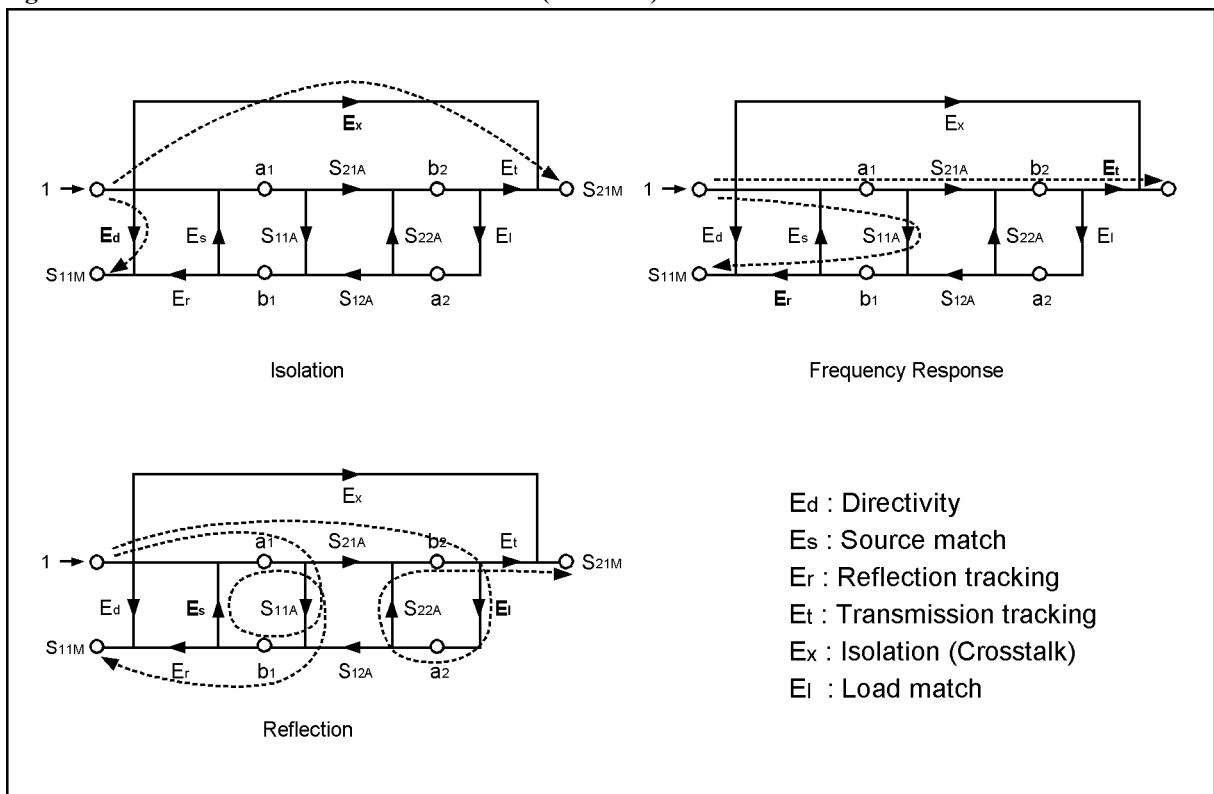 Ex
a1 S21A b2 Et
1 S21M
Ed Es S11A S22A El
S11M
Er b1 S12A a2
Isolation
Ex
a1 S21A b2 Et
1
Ed Es S11A S22A El
S11M
Er b1 S12A a2
Frequency Response
Ex
a1 S21A b2 Et
1 S21M
Ed Es S11A S22A El
S11M
Er b1 S12A a2
Reflection
Ed : Directivity
Es : Source match
Er : Reflection tracking
Et : Transmission tracking
Ex : Isolation (Crosstalk)
El : Load match